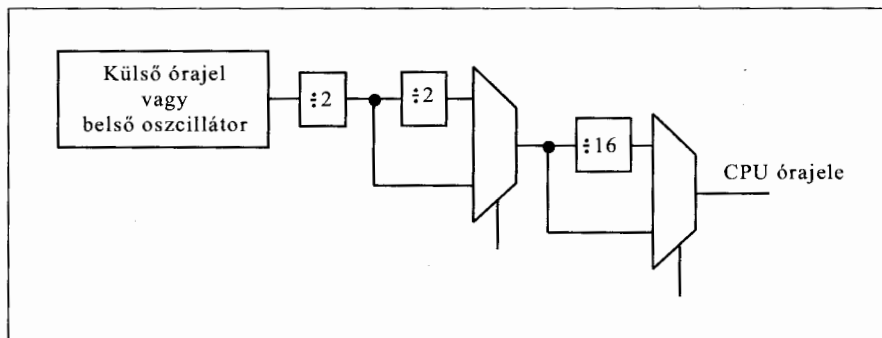 Külső órajel
vagy
belső oszcillátor
÷2
÷2
÷16
CPU órajele